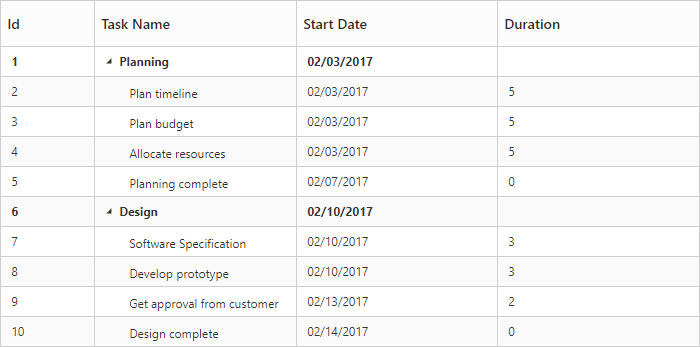 Id Task Name Start Date Duration
1 Planning 02/03/2017
2 Plan timeline 02/03/2017 5
3 Plan budget 02/03/2017 5
4 Allocate resources 02/03/2017 5
5 Planning complete 02/07/2017 0
6 Design 02/10/2017
7 Software Specification 02/10/2017 3
8 Develop prototype 02/10/2017 3
9 Get approval from customer 02/13/2017 2
10 Design complete 02/14/2017 0